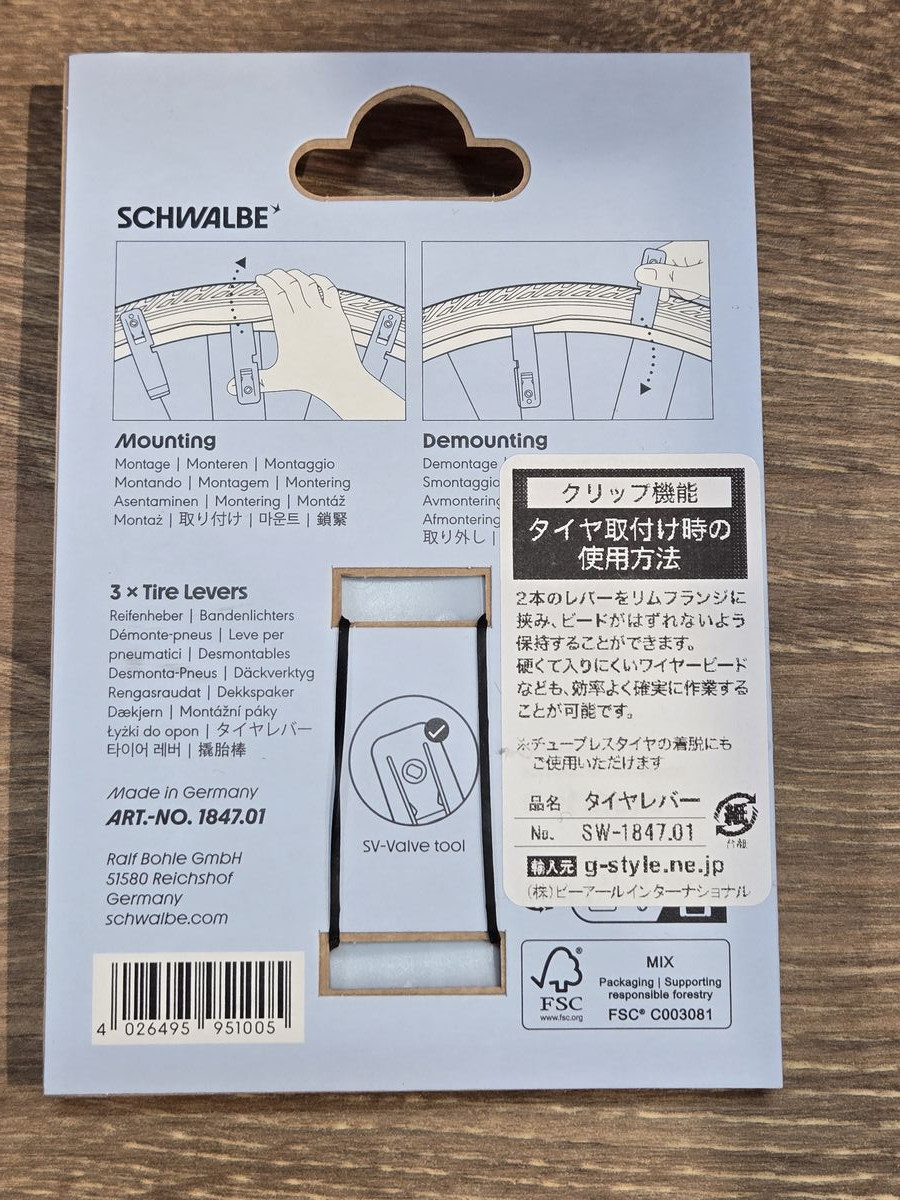 SCHWALBE
Mounting
Montage | Monteren | Montaggio
Montando | Montagem | Montering
Asentaminen | Montering | Montáž
Montaż | 取り付け | 마운트 | 鎖緊
Demounting
Demontage |
Smontaggio
Avmontering
Afmontering
取り外し |
3 × Tire Levers
Reifenheber | Bandenlichters
Démonte-pneus | Leve per
pneumatici | Desmontables
Desmonta-Pneus | Däckverktyg
Rengasraudat | Dekkspaker
Dækjern | Montážní páky
Łyżki do opon | タイヤレバー
타이어 레버 | 撬胎棒
Made in Germany
ART.-NO. 1847.01
Ralf Bohle GmbH
51580 Reichshof
Germany
schwalbe.com
4 026495 951005
SV-Valve tool
クリップ機能
タイヤ取付け時の
使用方法
2本のレバーをリムフランジに
挟み、ビードがはずれないよう
保持することができます。
硬くて入りにくいワイヤービード
なども、効率よく確実に作業する
ことが可能です。
※チューブレスタイヤの着脱にも
ご使用いただけます
品名 タイヤレバー
No. SW-1847.01
紙
台紙
輸入元 g-style.ne.jp
(株)ピーアールインターナショナル
FSC®
www.fsc.org
MIX
Packaging | Supporting
responsible forestry
FSC® C003081